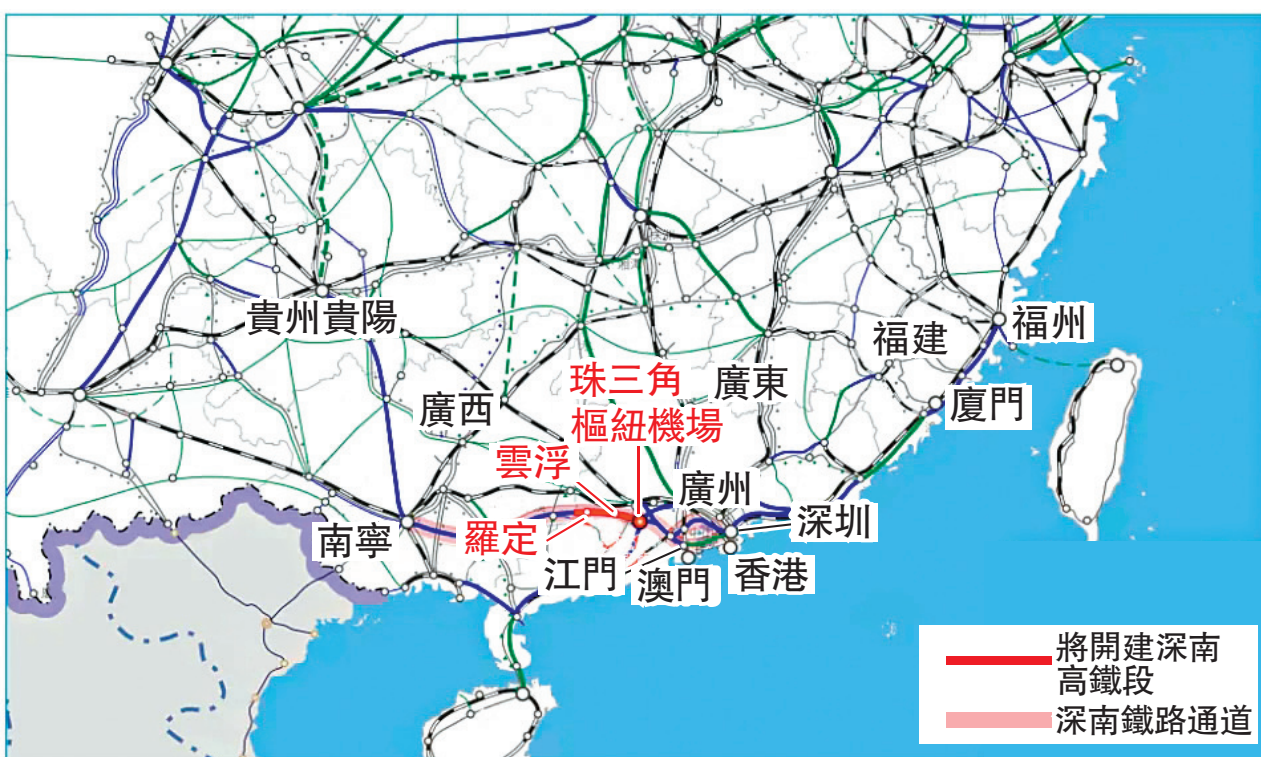 貴州貴陽
福建
福州
廈門
廣西
珠三角
樞紐機場
廣東
雲浮
廣州
深圳
南寧
羅定
江門
澳門
香港
將開建深南
高鐵段
深南鐵路通道